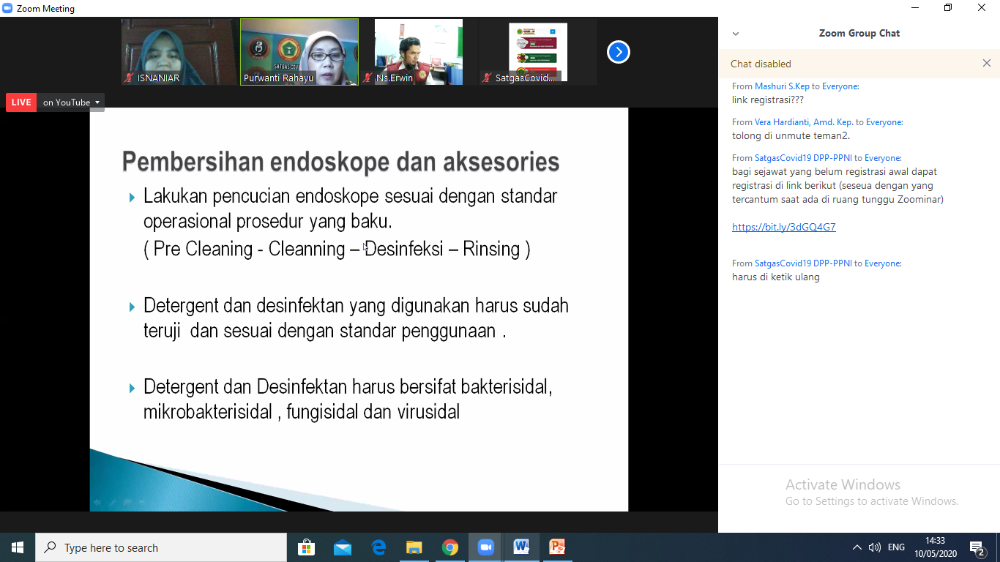 Zoom Meeting
ISNANIAR
Purwanti Rahayu
Ns.Erwin
SatgasCovid...
SATGAS COVI
LIVE on YouTube
Pembersihan endoskope dan aksesories
Lakukan pencucian endoskope sesuai dengan standar
operasional prosedur yang baku.
( Pre Cleaning - Cleanning – Desinfeksi – Rinsing )
Detergent dan desinfektan yang digunakan harus sudah
teruji dan sesuai dengan standar penggunaan .
Detergent dan Desinfektan harus bersifat bakterisidal,
mikrobakterisidal , fungisidal dan virusidal
Zoom Group Chat
Chat disabled
From Mashuri S.Kep to Everyone:
link registrasi???
From Vera Hardianti, Amd. Kep. to Everyone:
tolong di unmute teman2.
From SatgasCovid19 DPP-PPNI to Everyone:
bagi sejawat yang belum registrasi awal dapat
registrasi di link berikut (seseua dengan yang
tercantum saat ada di ruang tunggu Zoominar)
https://bit.ly/3dGQ4G7
From SatgasCovid19 DPP-PPNI to Everyone:
harus di ketik ulang
Activate Windows
Go to Settings to activate Windows.
Type here to search
ENG
14:33
10/05/2020
2